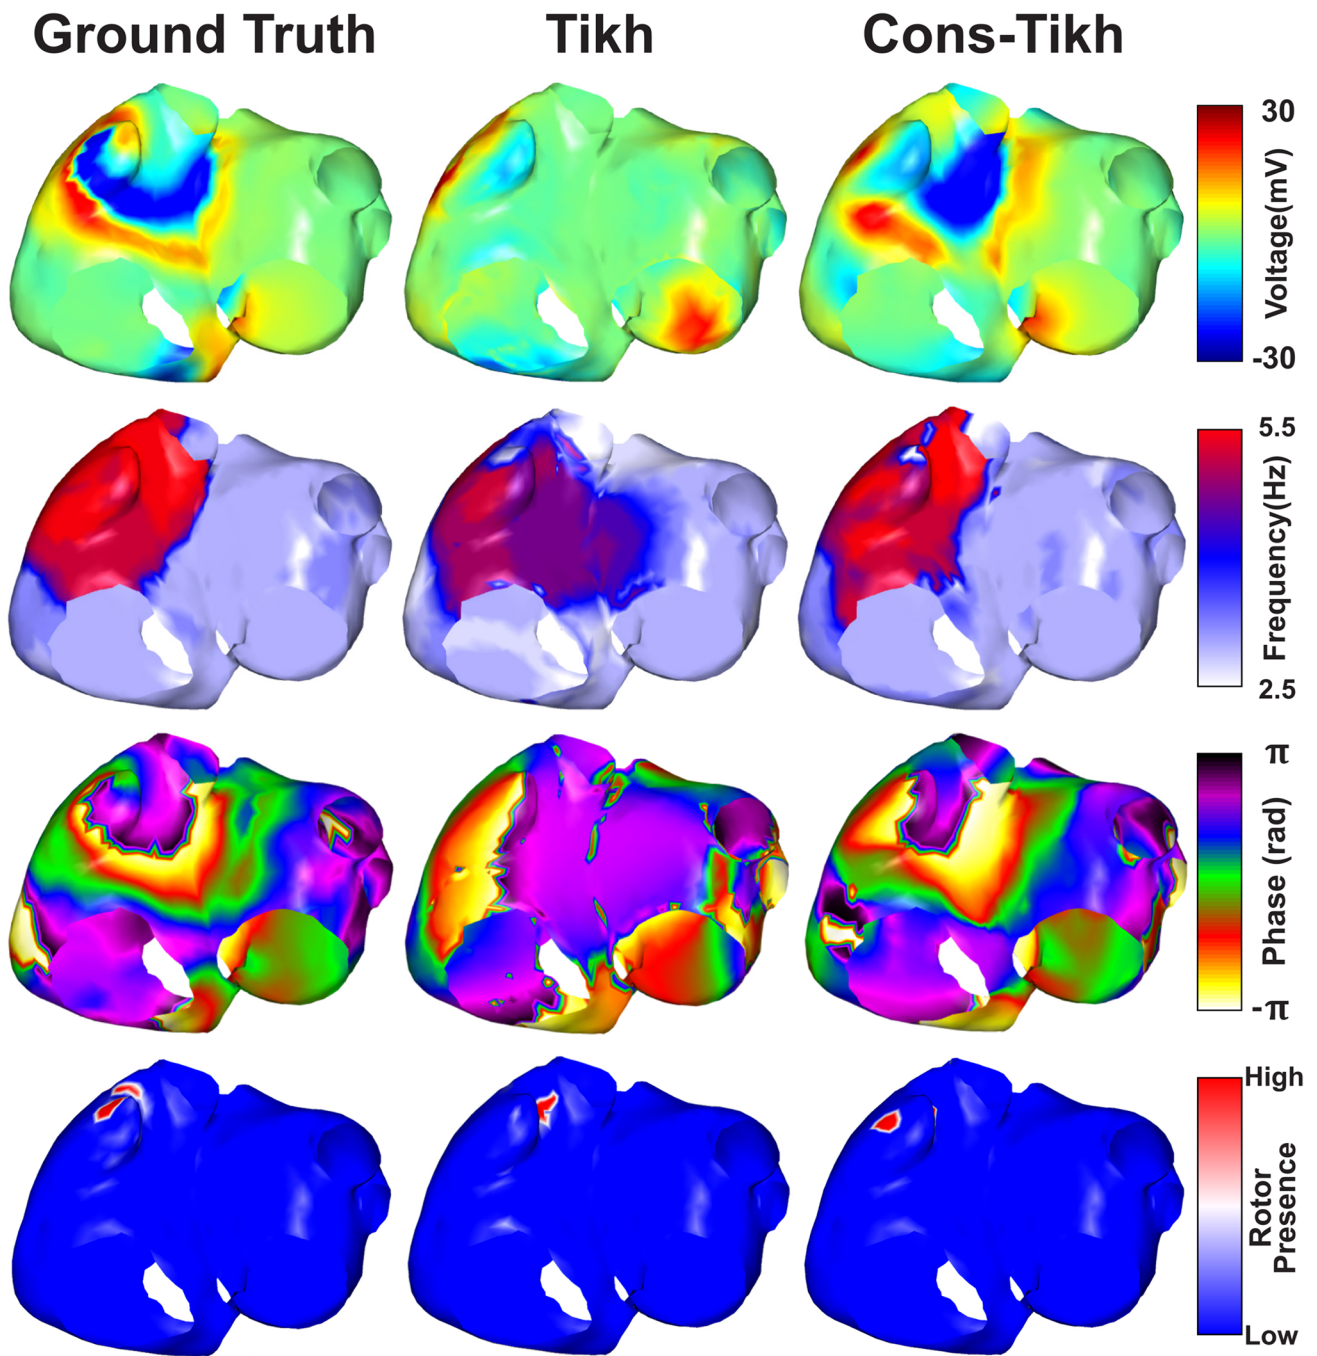 Ground Truth
Tikh
Cons-Tikh
30
Voltage(mV)
-30
5.5
Frequency(Hz)
2.5
π
Phase (rad)
-π
High
Rotor
Presence
Low